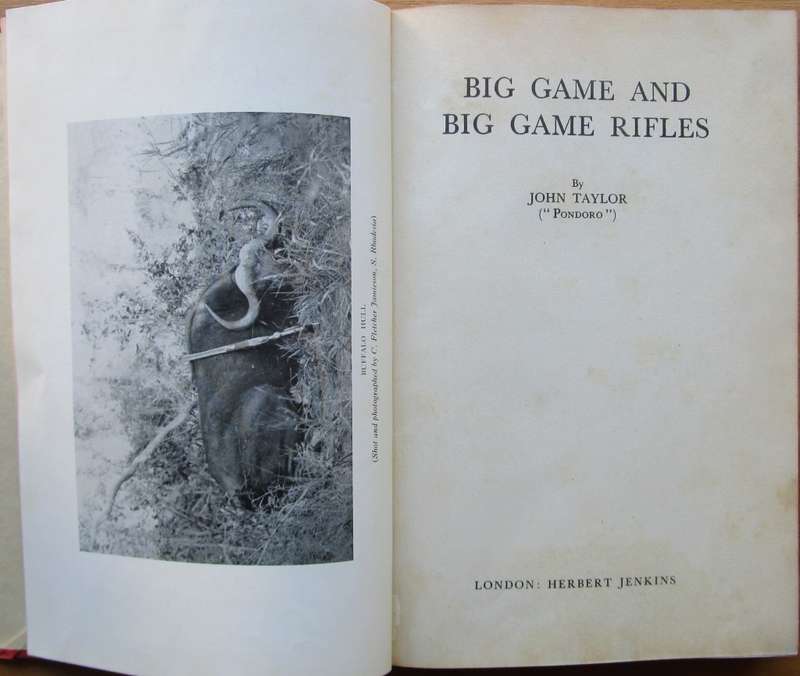 BUFFALO BULL
(Shot and photographed by C. Fletcher Jamieson, S. Rhodesia)
BIG GAME AND
BIG GAME RIFLES
By
JOHN TAYLOR
("PONDORO")
LONDON: HERBERT JENKINS